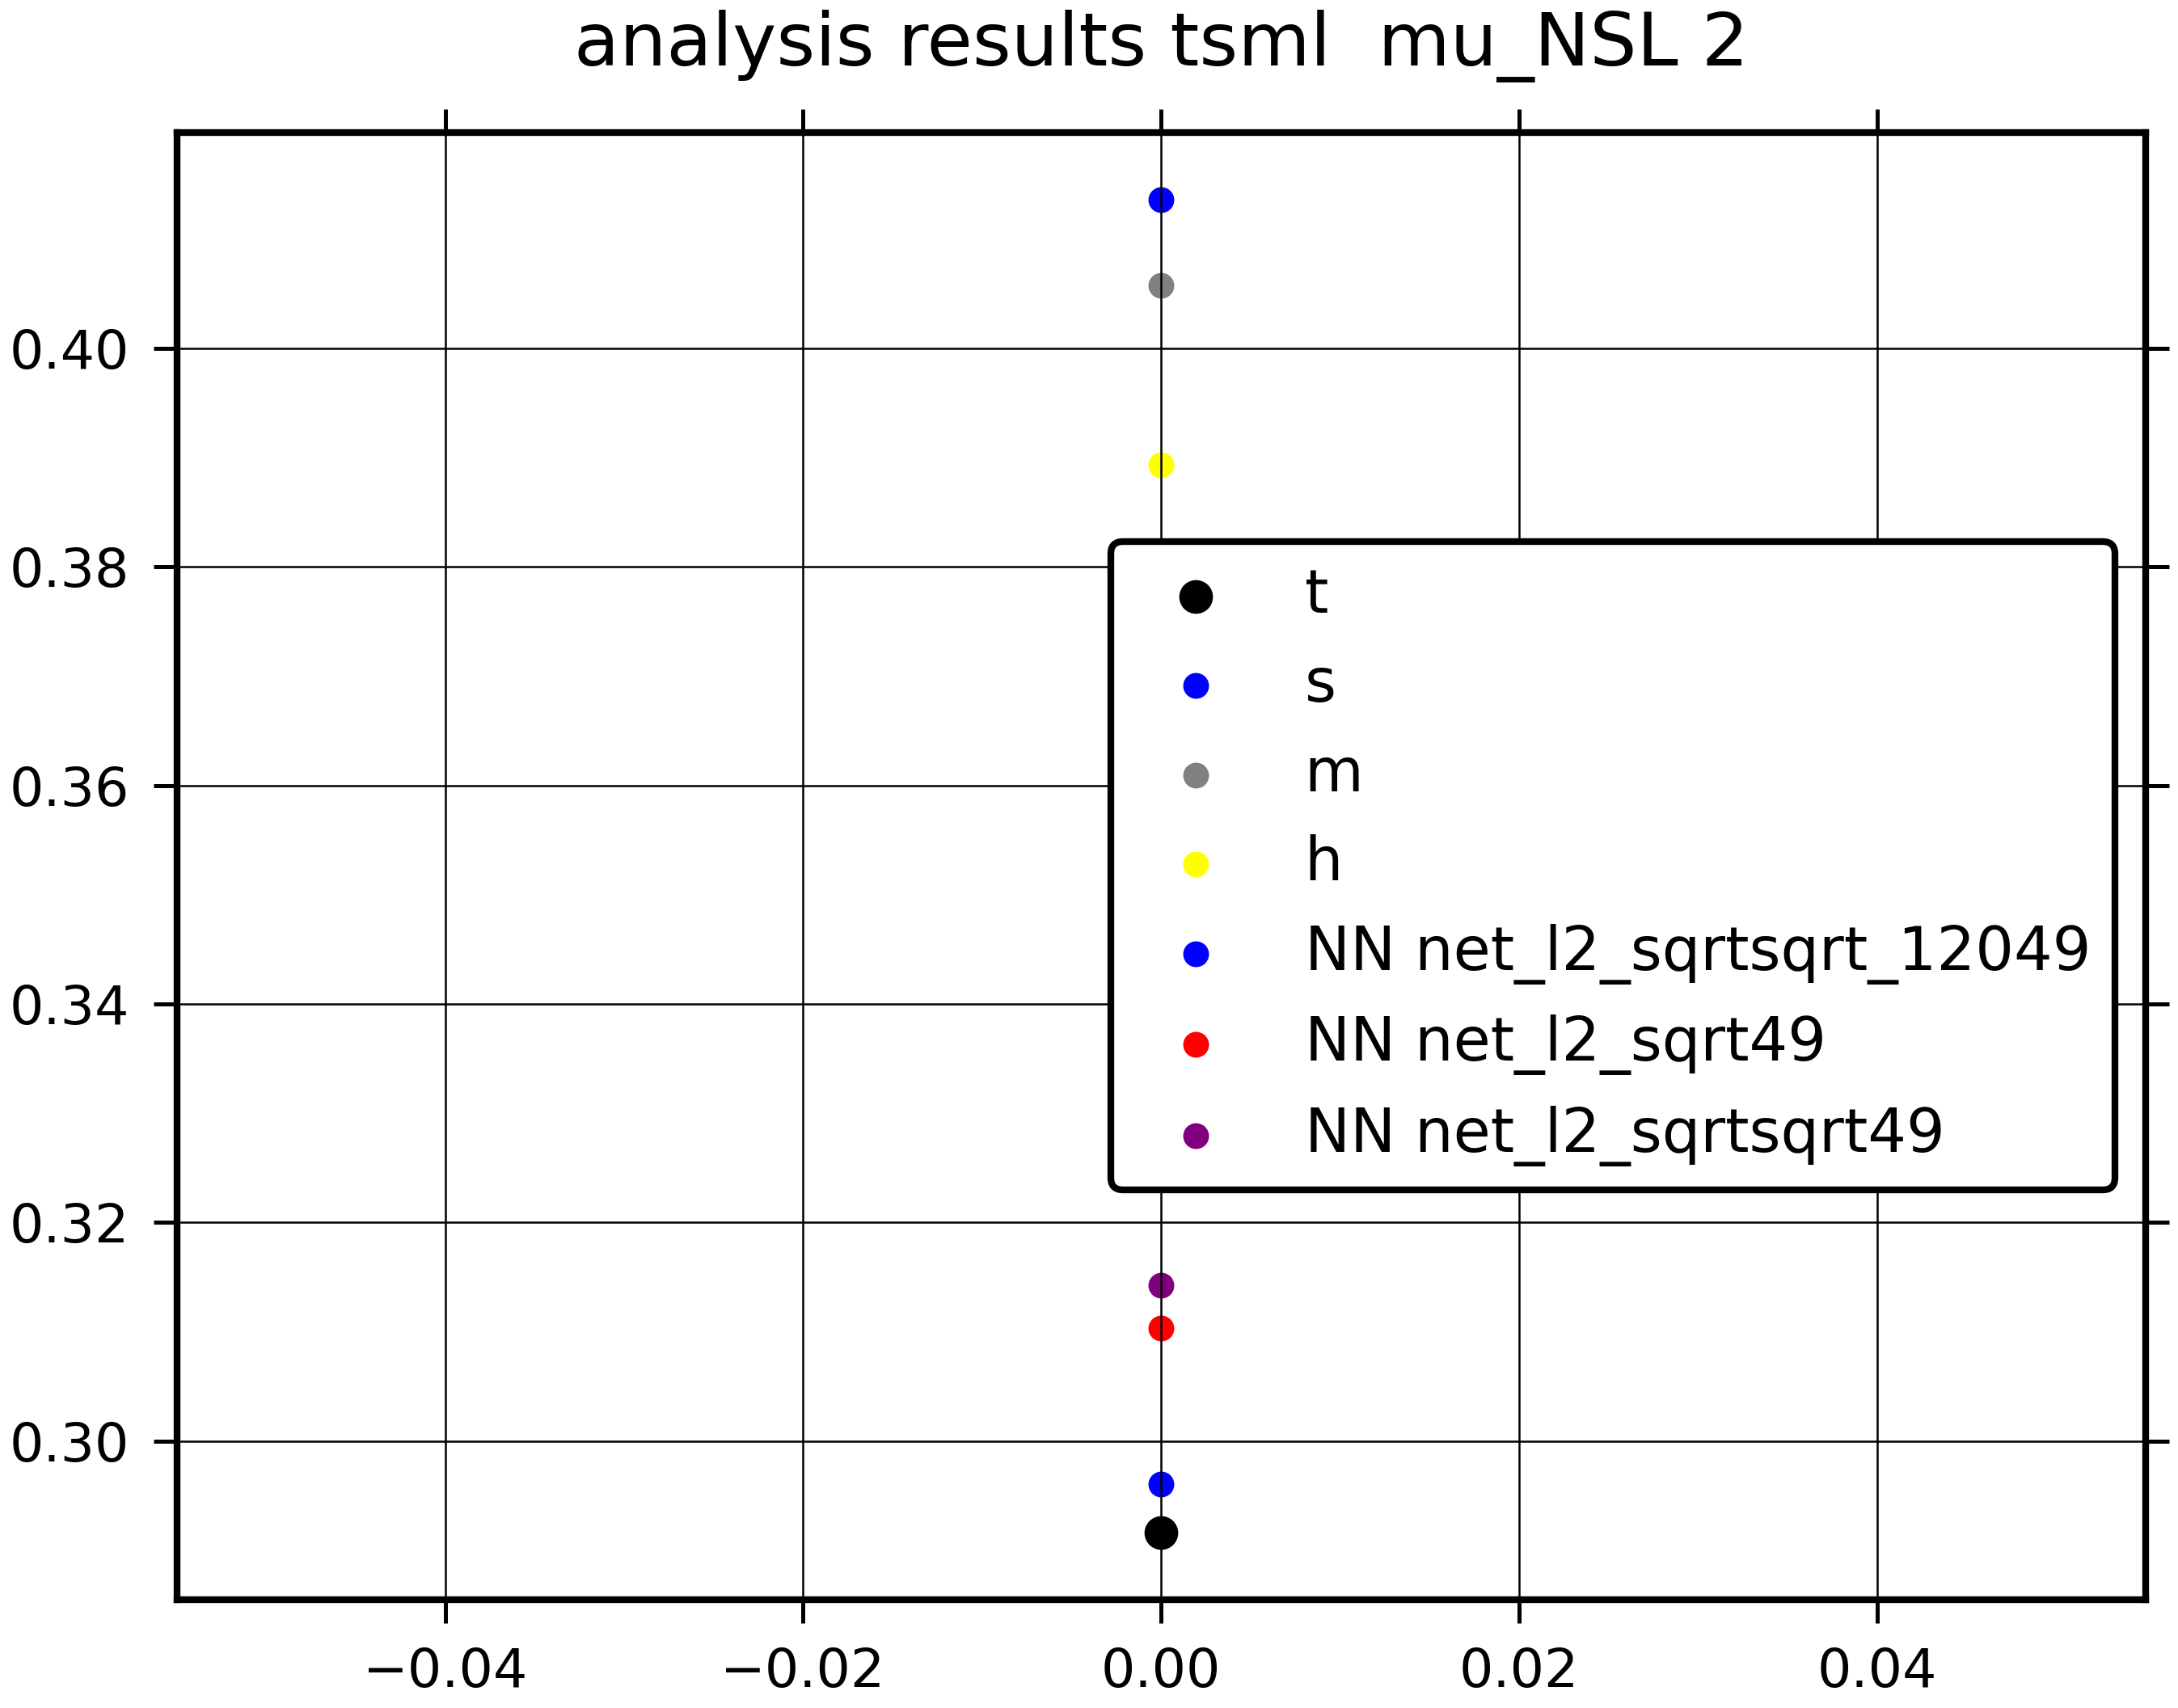 analysis results tsml  mu_NSL 2
0.40
0.38
0.36
0.34
0.32
0.30
t
s
m
h
NN net_l2_sqrtsqrt_12049
NN net_l2_sqrt49
NN net_l2_sqrtsqrt49
−0.04
−0.02
0.00
0.02
0.04